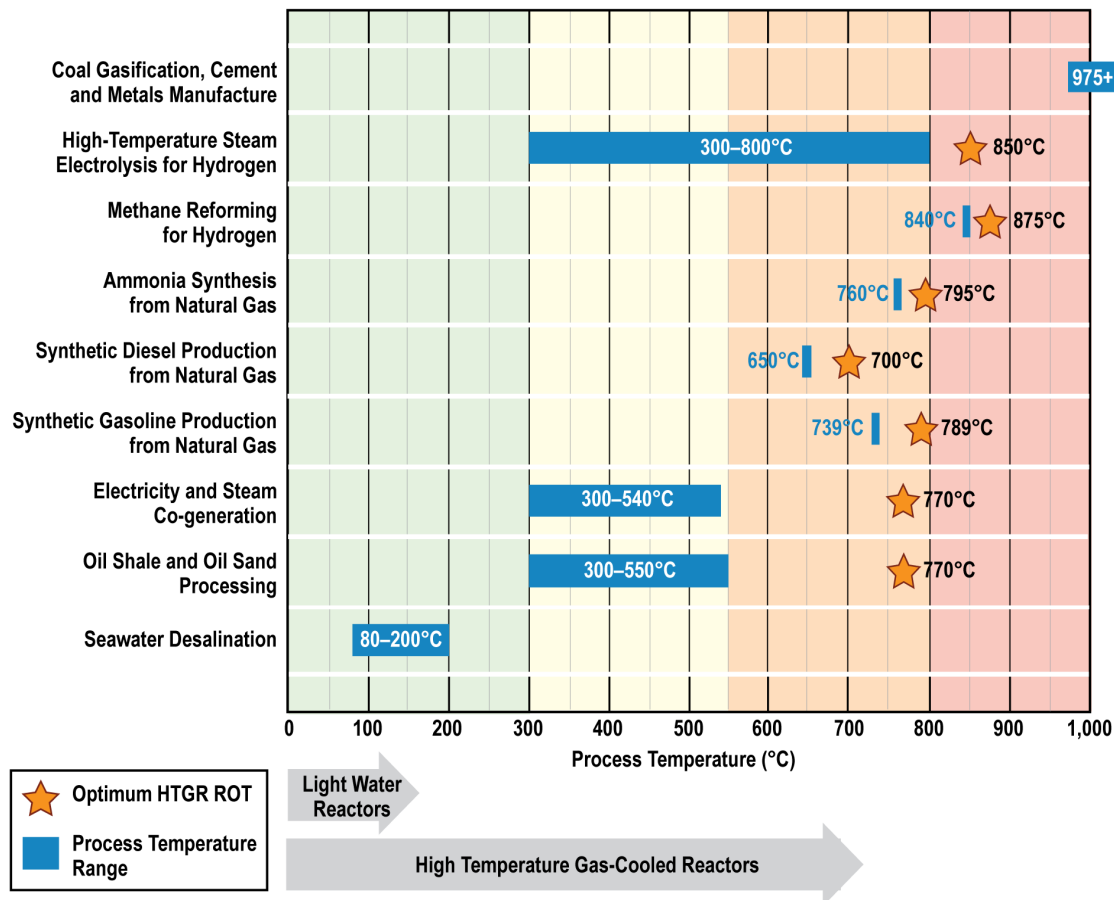 Coal Gasification, Cement
and Metals Manufacture
975+
High-Temperature Steam
Electrolysis for Hydrogen
300–800°C
850°C
Methane Reforming
for Hydrogen
840°C
875°C
Ammonia Synthesis
from Natural Gas
760°C
795°C
Synthetic Diesel Production
from Natural Gas
650°C
700°C
Synthetic Gasoline Production
from Natural Gas
739°C
789°C
Electricity and Steam
Co-generation
300–540°C
770°C
Oil Shale and Oil Sand
Processing
300–550°C
770°C
Seawater Desalination
80–200°C
0 100 200 300 400 500 600 700 800 900 1,000
Process Temperature (°C)
Light Water
Reactors
High Temperature Gas-Cooled Reactors
Optimum HTGR ROT
Process Temperature
Range